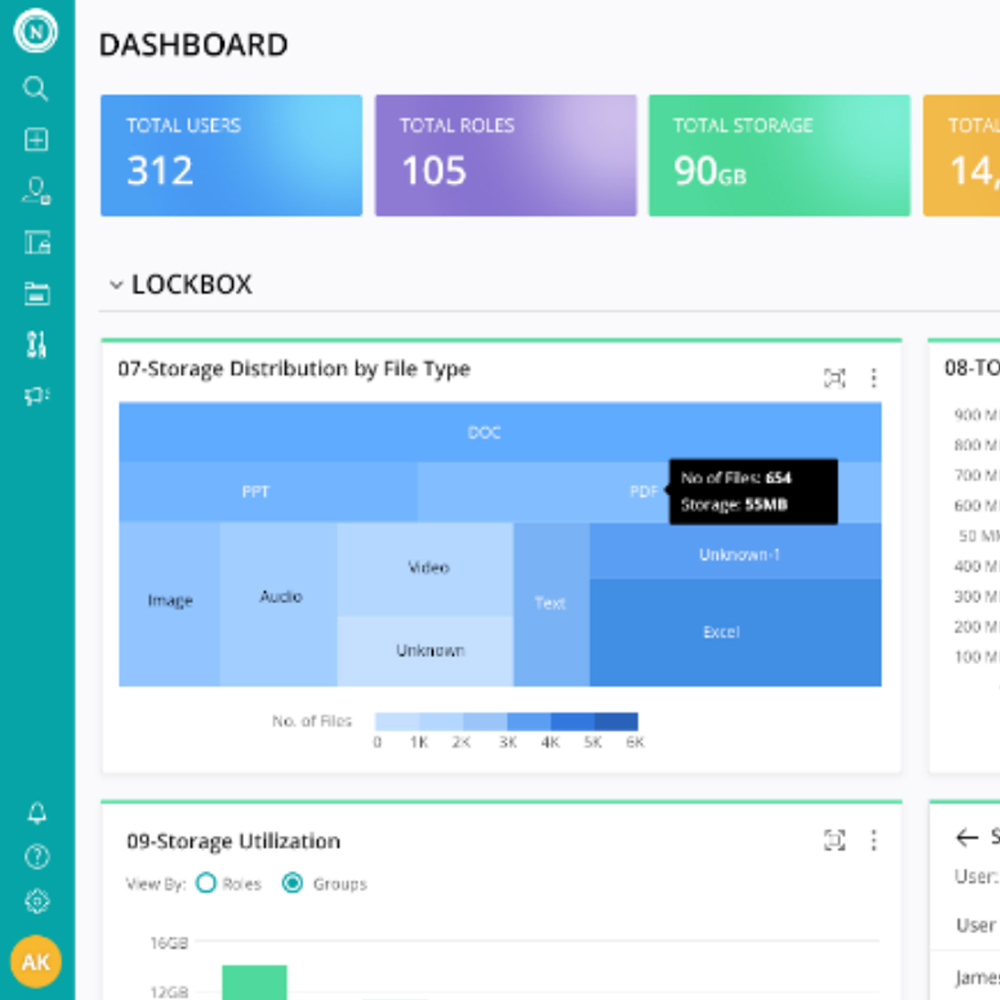 N
DASHBOARD
TOTAL USERS
312
TOTAL ROLES
105
TOTAL STORAGE
90GB
TOTAL
14,
LOCKBOX
07-Storage Distribution by File Type
DOC
PPT
PDF
No of Files: 654
Storage: 55MB
Image
Audio
Video
Unknown
Text
Unknown-1
Excel
No. of Files
0 1K 2K 3K 4K 5K 6K
08-TO
900 M
800 M
700 M
600 M
50 M
400 M
300 M
200 M
100 M
09-Storage Utilization
View By: Roles Groups
16GB
12GB
S
User:
User
James
AK